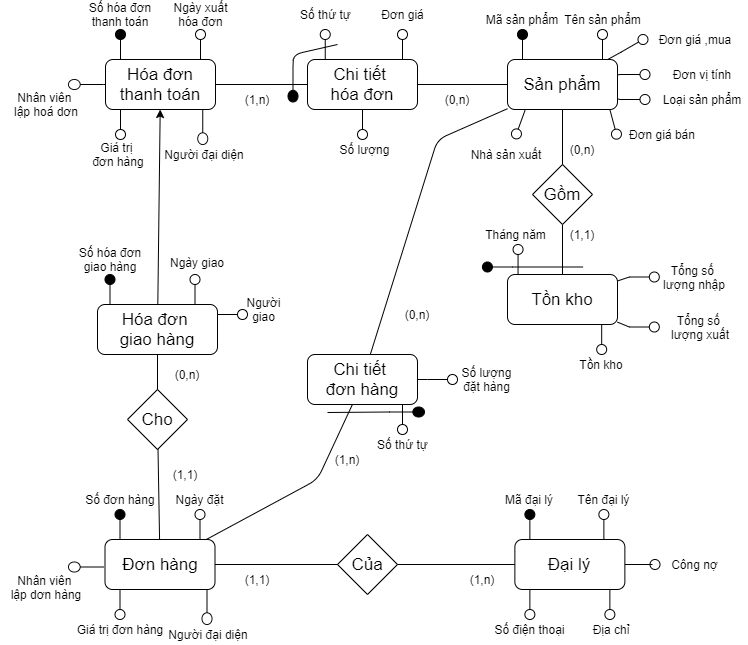 Số hóa đơn
thanh toán
Ngày xuất
hóa đơn
Nhân viên
lập hoá dơn
Hóa đơn
thanh toán
(1,n)
Giá trị
đơn hàng
Người đại diện
Số thứ tự
Đơn giá
Chi tiết
hóa đơn
(0,n)
Số lượng
Mã sản phẩm
Tên sản phẩm
Đơn giá ,mua
Đơn vị tính
Loại sản phẩm
Sản phẩm
Đơn giá bán
Nhà sản xuất
(0,n)
Gồm
(1,1)
Tháng năm
Tồn kho
Tổng số
lượng nhập
Tổng số
lượng xuất
Tồn kho
Số hóa đơn
giao hàng
Ngày giao
Người
giao
Hóa đơn
giao hàng
(0,n)
Cho
(1,1)
(0,n)
Chi tiết
đơn hàng
Số lượng
đặt hàng
Số thứ tự
(1,n)
Số đơn hàng
Ngày đặt
Đơn hàng
Nhân viên
lập dơn hàng
Giá trị đơn hàng
Người đại diện
(1,1)
Của
(1,n)
Mã đại lý
Tên đại lý
Đại lý
Công nợ
Số điện thoại
Địa chỉ